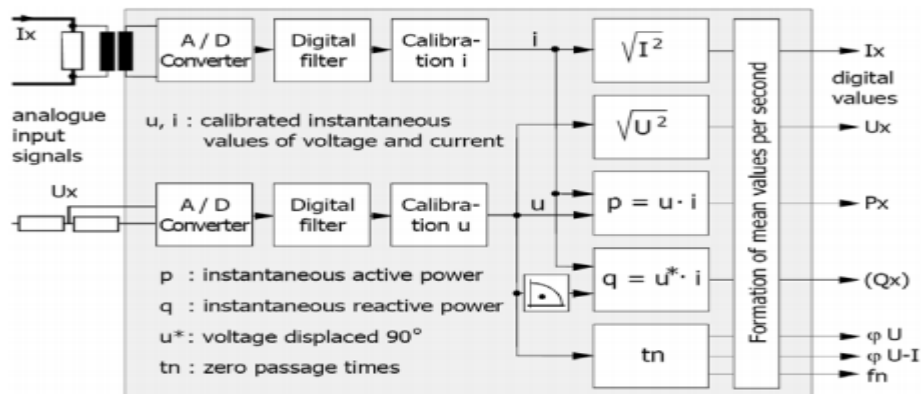 Ix
A / D
Converter
Digital
filter
Calibra-
tion i
i
√I²
Ix
digital
values
analogue
input
signals
u, i : calibrated instantaneous
values of voltage and current
√U²
Ux
Ux
A / D
Converter
Digital
filter
Calibra-
tion u
u
p = u· i
Px
p : instantaneous active power
q : instantaneous reactive power
u*: voltage displaced 90°
tn : zero passage times
q = u*· i
(Qx)
tn
φ U
φ U-I
fn
Formation of mean values per second